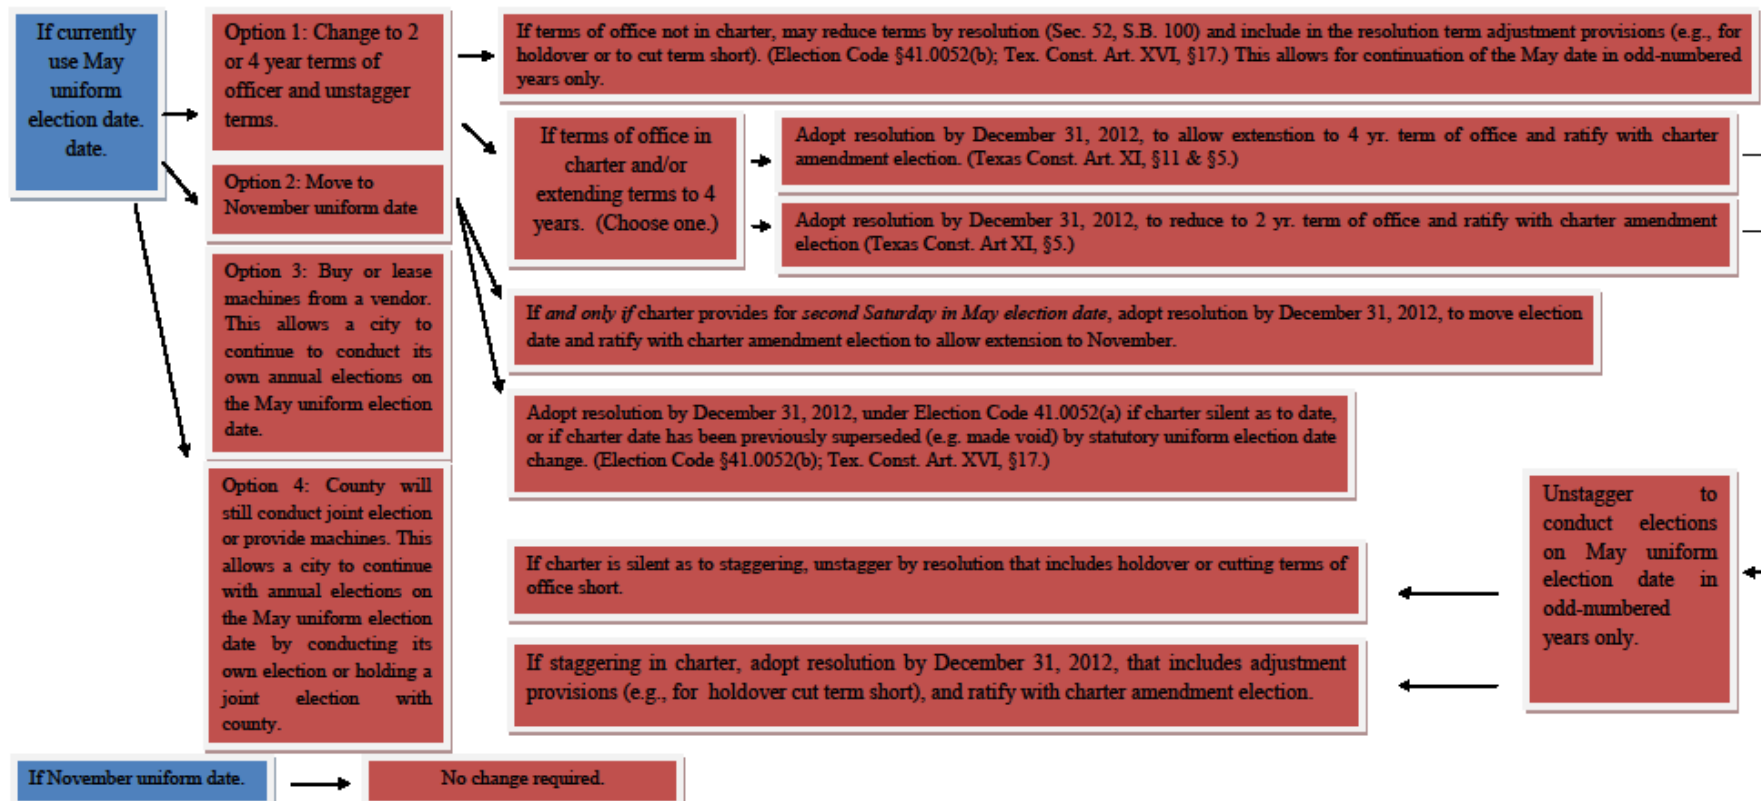 If currently
use May
uniform
election date.
date.
Option 1: Change to 2
or 4 year terms of
officer and unstagger
terms.
If terms of office not in charter, may reduce terms by resolution (Sec. 52, S.B. 100) and include in the resolution term adjustment provisions (e.g., for
holdover or to cut term short). (Election Code §41.0052(b); Tex. Const. Art. XVI, §17.) This allows for continuation of the May date in odd-numbered
years only.
If terms of office in
charter and/or
extending terms to 4
years. (Choose one.)
Adopt resolution by December 31, 2012, to allow extenstion to 4 yr. term of office and ratify with charter
amendment election. (Texas Const. Art. XI, §11 & §5.)
Adopt resolution by December 31, 2012, to reduce to 2 yr. term of office and ratify with charter amendment
election (Texas Const. Art XI, §5.)
Option 2: Move to
November uniform date
If and only if charter provides for second Saturday in May election date, adopt resolution by December 31, 2012, to move election
date and ratify with charter amendment election to allow extension to November.
Adopt resolution by December 31, 2012, under Election Code 41.0052(a) if charter silent as to date,
or if charter date has been previously superseded (e.g. made void) by statutory uniform election date
change. (Election Code §41.0052(b); Tex. Const. Art. XVI, §17.)
Option 3: Buy or lease
machines from a vendor.
This allows a city to
continue to conduct its
own annual elections on
the May uniform election
date.
Option 4: County will
still conduct joint election
or provide machines. This
allows a city to continue
with annual elections on
the May uniform election
date by conducting its
own election or holding a
joint election with
county.
Unstagger to
conduct elections
on May uniform
election date in
odd-numbered
years only.
If charter is silent as to staggering, unstagger by resolution that includes holdover or cutting terms of
office short.
If staggering in charter, adopt resolution by December 31, 2012, that includes adjustment
provisions (e.g., for holdover cut term short), and ratify with charter amendment election.
If November uniform date.
No change required.